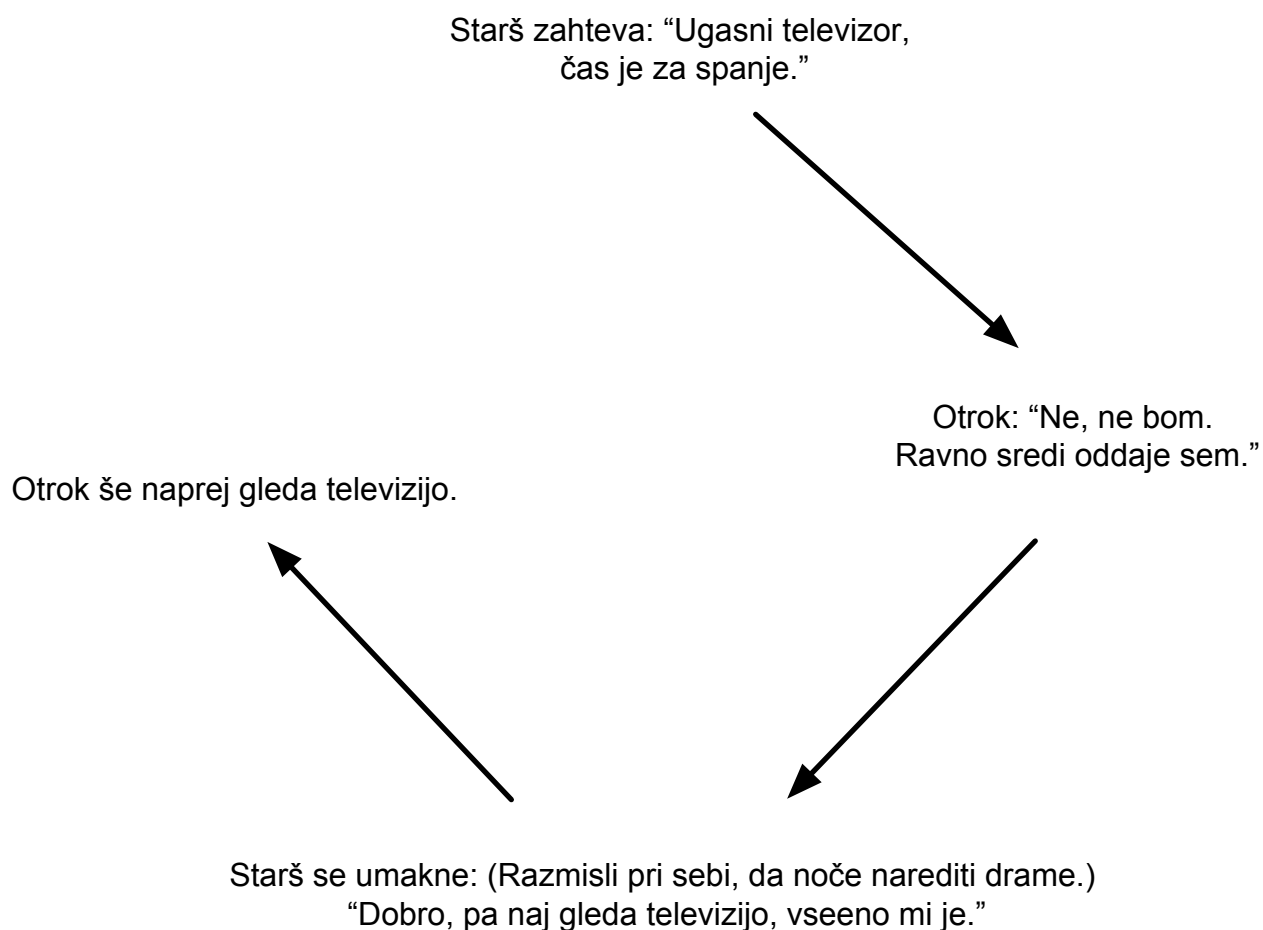 Starš zahteva: “Ugasni televizor,
čas je za spanje.”
Otrok: “Ne, ne bom.
Ravno sredi oddaje sem.”
Starš se umakne: (Razmisli pri sebi, da noče narediti drame.)
“Dobro, pa naj gleda televizijo, vseeno mi je.”
Otrok še naprej gleda televizijo.